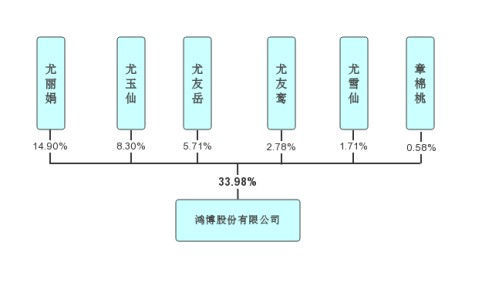 尤丽娟
尤玉仙
尤友岳
尤友鸾
尤雪仙
章棉桃
14.90%
8.30%
5.71%
2.78%
1.71%
0.58%
33.98%
鸿博股份有限公司